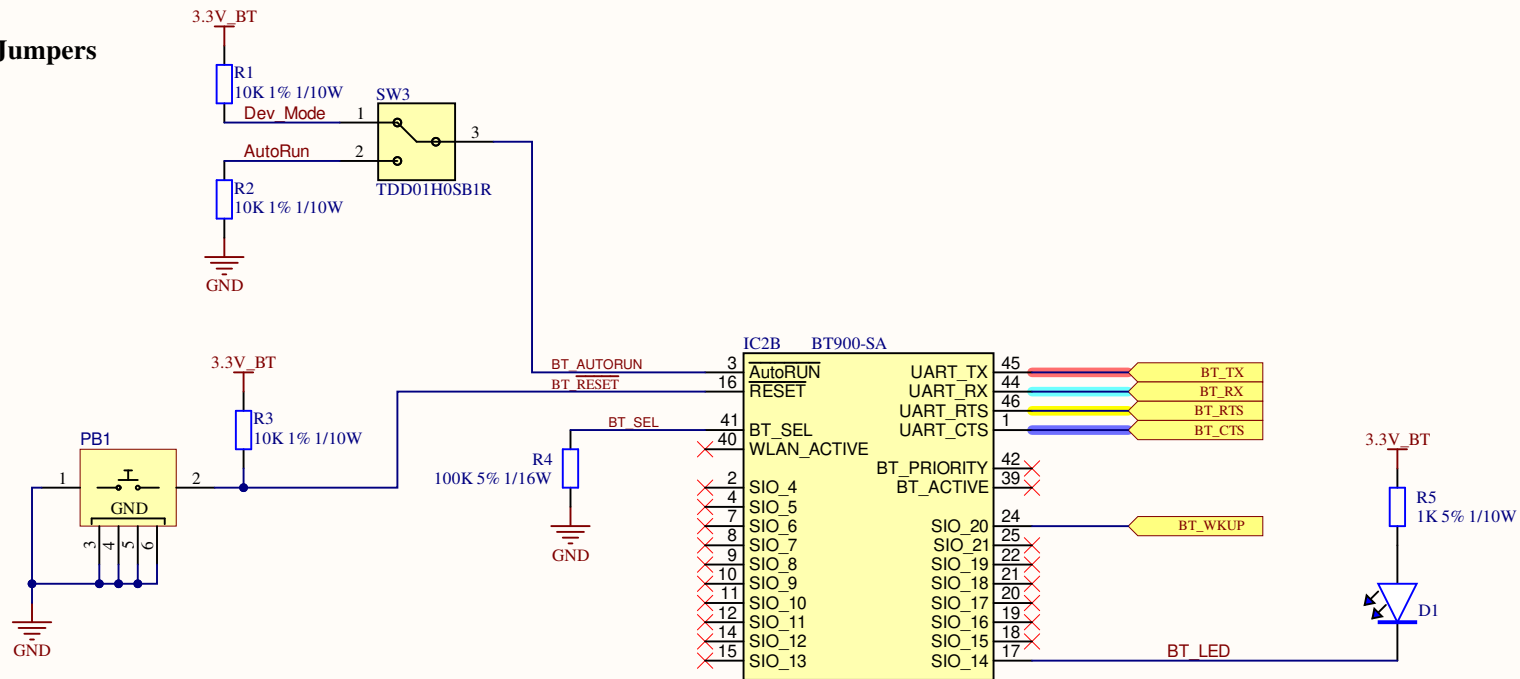 Jumpers
3.3V_BT
R1
10K 1% 1/10W
Dev_Mode
1
SW3
3
AutoRun
2
TDD01H0SB1R
R2
10K 1% 1/10W
GND
3.3V_BT
R3
10K 1% 1/10W
PB1
1
2
GND
3
4
5
6
GND
BT_AUTORUN
BT_RESET
BT_SEL
R4
100K 5% 1/16W
GND
IC2B BT900-SA
3 AutoRUN
16 RESET
41 BT_SEL
40 WLAN_ACTIVE
2 SIO_4
4 SIO_5
7 SIO_6
8 SIO_7
9 SIO_8
10 SIO_9
11 SIO_10
12 SIO_11
14 SIO_12
15 SIO_13
UART_TX 45 BT_TX
UART_RX 44 BT_RX
UART_RTS 46 BT_RTS
UART_CTS 1 BT_CTS
BT_PRIORITY 42
BT_ACTIVE 39
SIO_20 24 BT_WKUP
SIO_21 25
SIO_19 22
SIO_18 21
SIO_17 20
SIO_16 19
SIO_15 18
SIO_14 17
BT_LED
3.3V_BT
R5
1K 5% 1/10W
D1